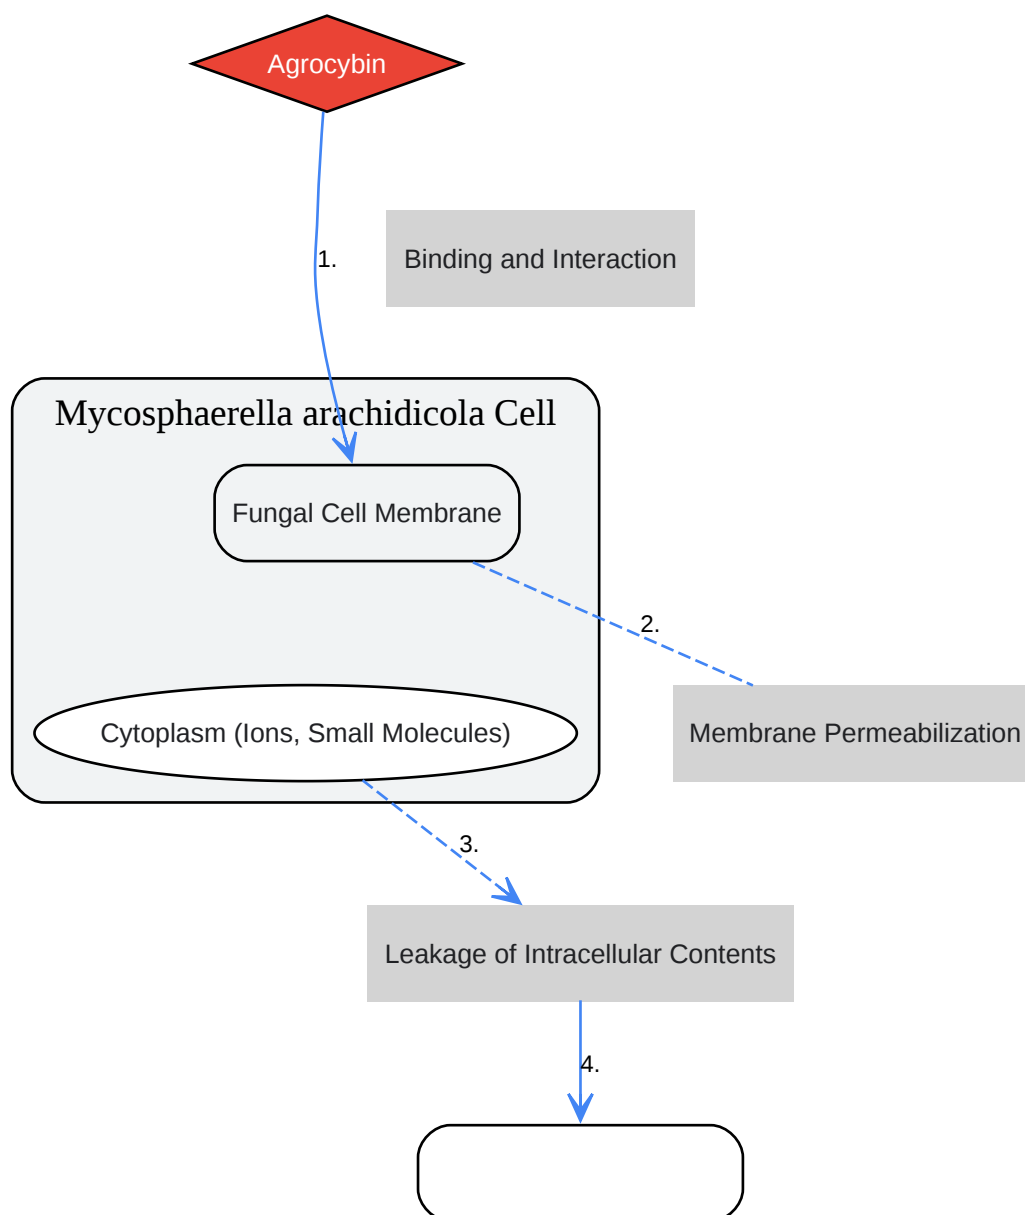 Agrocybin
1.
Binding and Interaction
Mycosphaerella arachidicola Cell
Fungal Cell Membrane
2.
Cytoplasm (Ions, Small Molecules)
Membrane Permeabilization
3.
Leakage of Intracellular Contents
4.